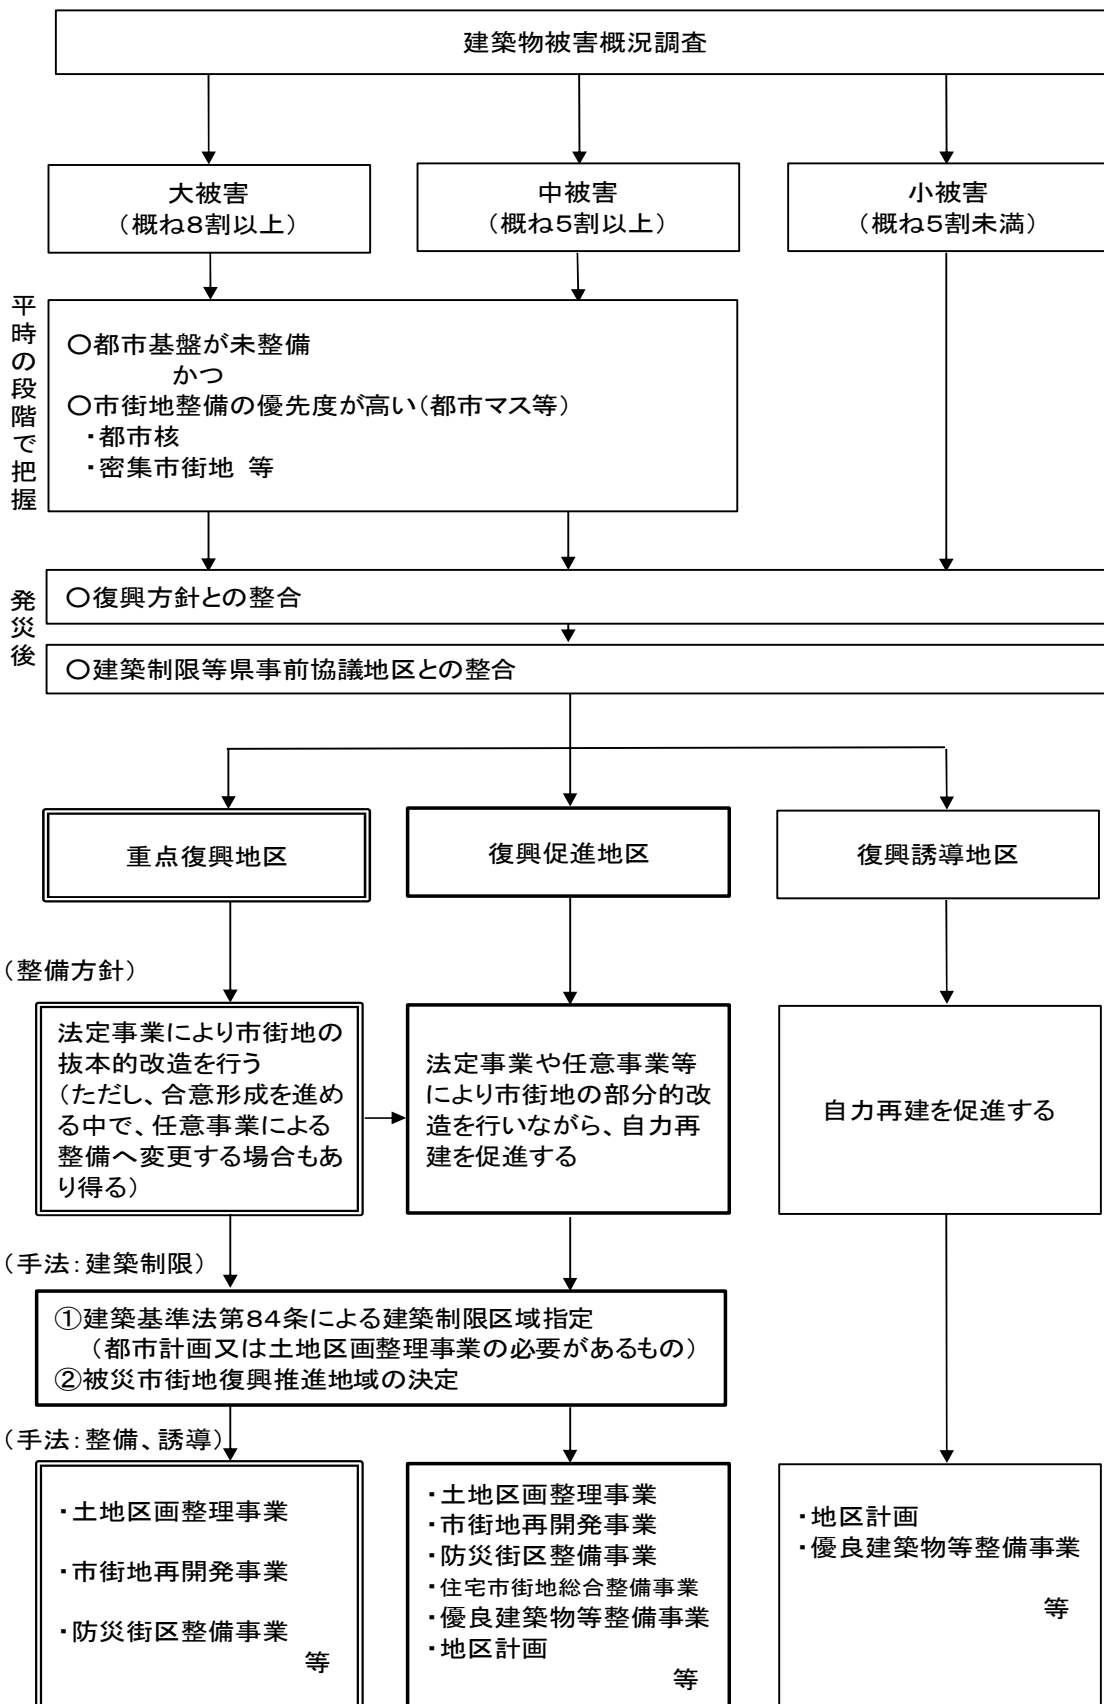 建築物被害概況調査
大被害
（概ね８割以上）
中被害
（概ね５割以上）
小被害
（概ね５割未満）
平時の段階で把握
○都市基盤が未整備
かつ
○市街地整備の優先度が高い（都市マス等）
・都市核
・密集市街地 等
発災後
○復興方針との整合
○建築制限等県事前協議地区との整合
重点復興地区
復興促進地区
復興誘導地区
（整備方針）
法定事業により市街地の
抜本的改造を行う
（ただし、合意形成を進め
る中で、任意事業による
整備へ変更する場合もあ
り得る）
法定事業や任意事業等
により市街地の部分的改
造を行いながら、自力再
建を促進する
自力再建を促進する
（手法：建築制限）
①建築基準法第８４条による建築制限区域指定
（都市計画又は土地区画整理事業の必要があるもの）
②被災市街地復興推進地域の決定
（手法：整備、誘導）
・土地区画整理事業
・市街地再開発事業
・防災街区整備事業
等
・土地区画整理事業
・市街地再開発事業
・防災街区整備事業
・住宅市街地総合整備事業
・優良建築物等整備事業
・地区計画
等
・地区計画
・優良建築物等整備事業
等